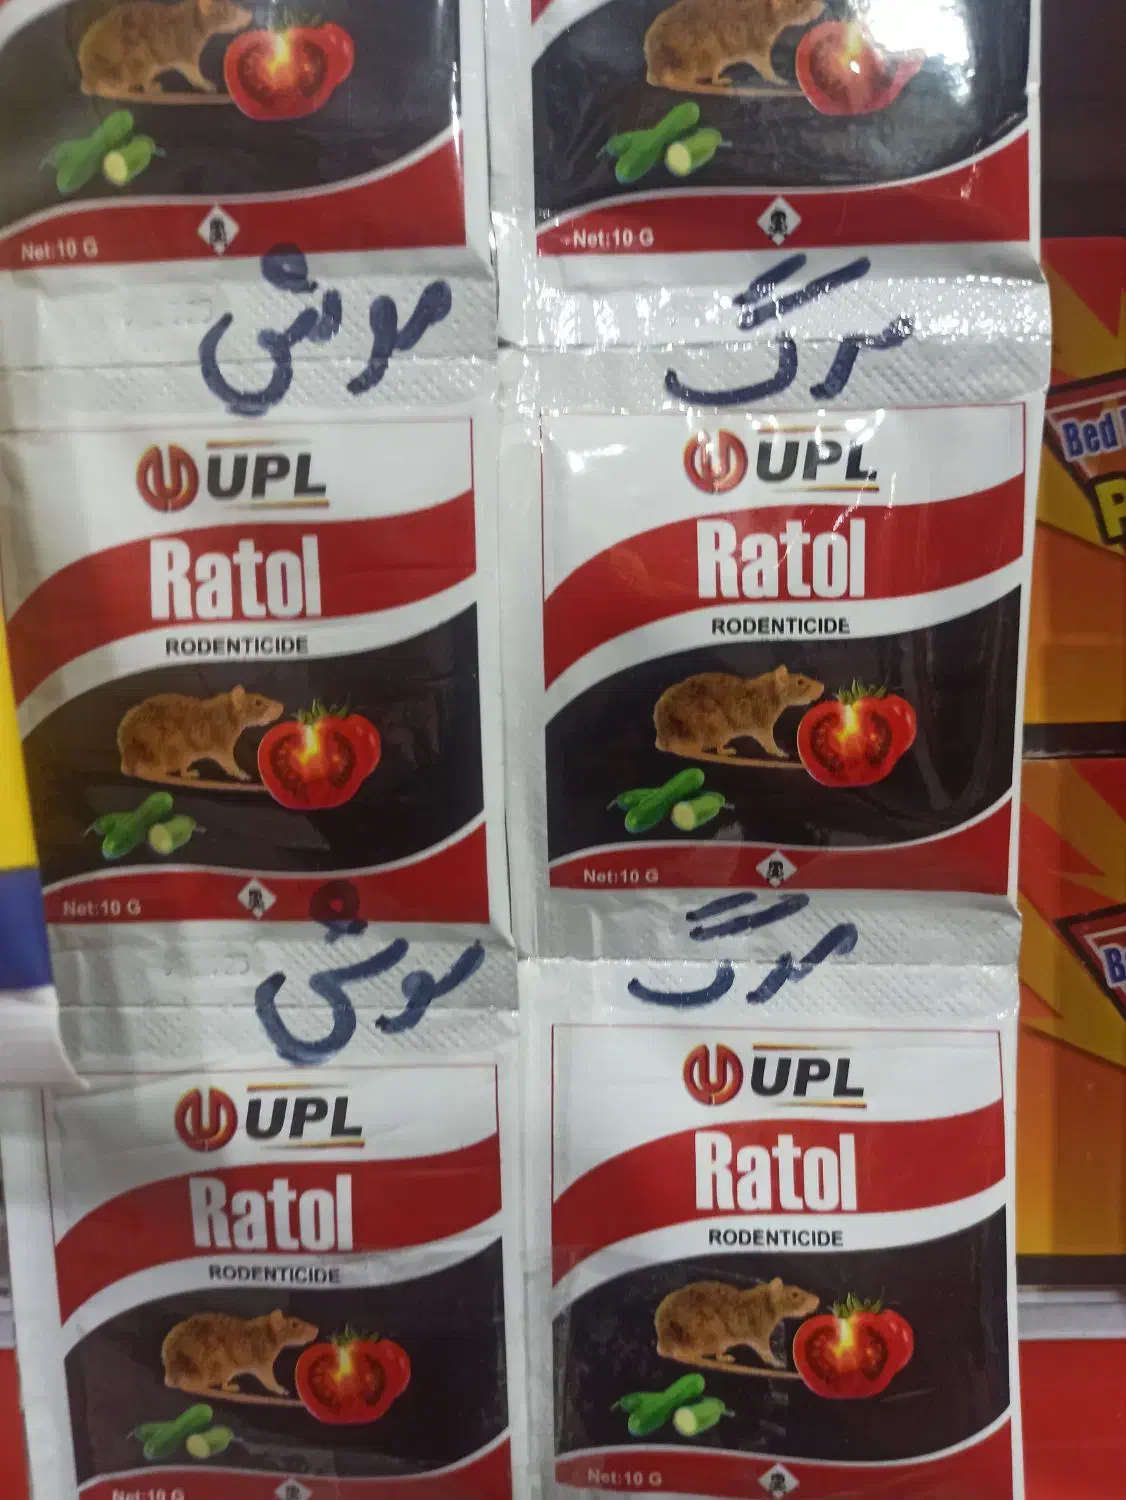 Net:10 G
Net:10 G
مرگ موش
UPL
Ratol
RODENTICIDE
Net:10 G
UPL
Ratol
RODENTICIDE
Net:10 G
مرگ موش
UPL
Ratol
RODENTICIDE
Net:10 G
UPL
Ratol
RODENTICIDE
Net:10 G
Bed